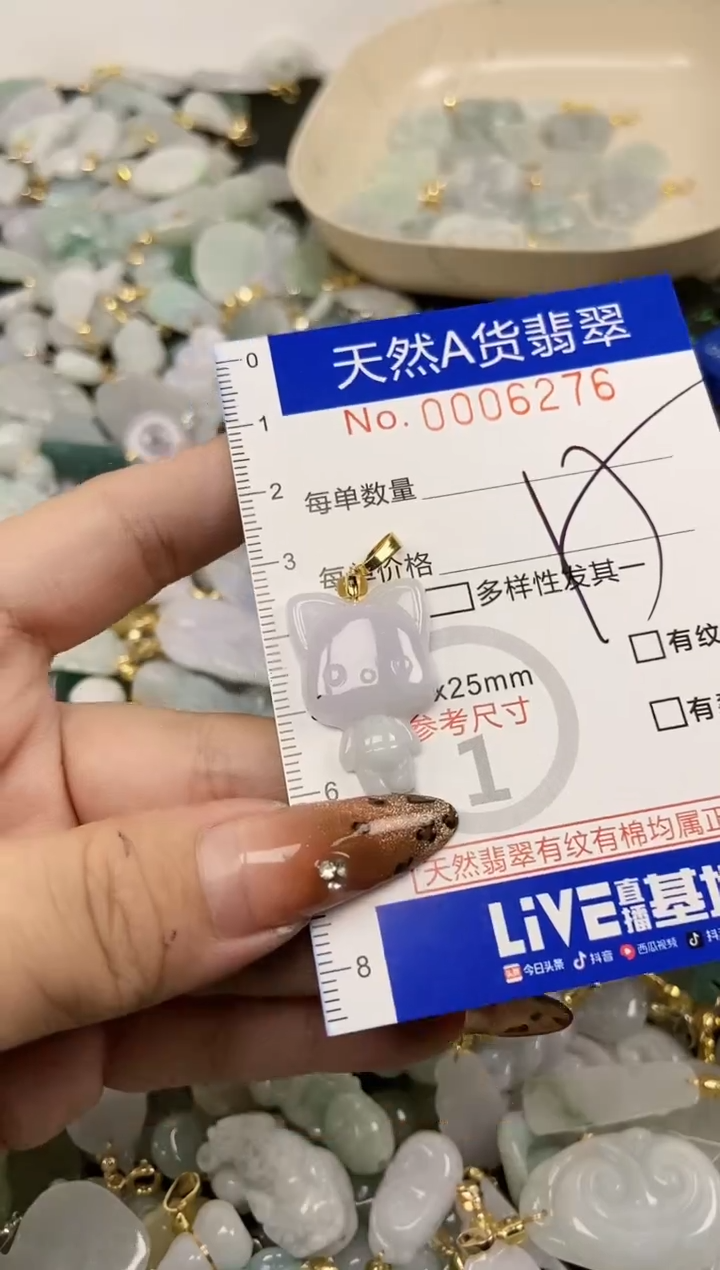 天然A货翡翠
No. 0006276
每单数量
每单价格
多样性发其一
有纹
x25mm
参考尺寸
1
天然翡翠有纹有棉均属正
LiVE直播基地
今日头条 抖音 西瓜视频 抖
0
1
2
3
6
8